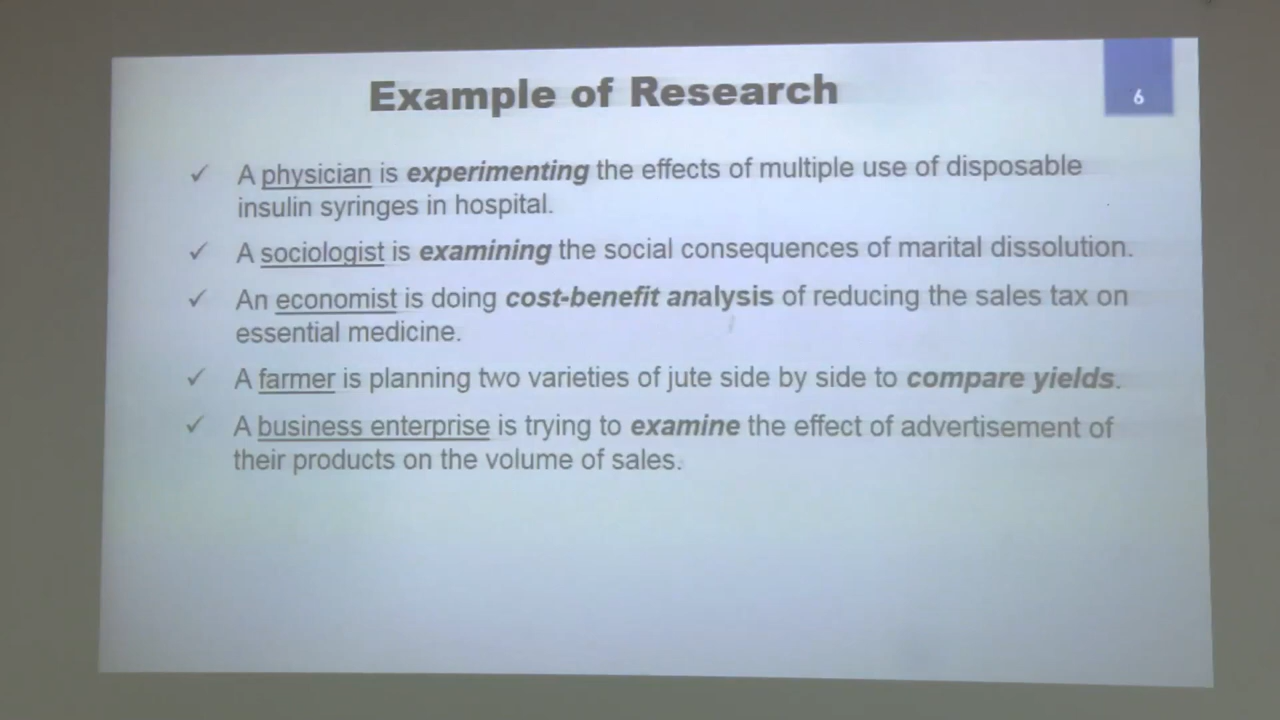 Example of Research
6
✓ A physician is experimenting the effects of multiple use of disposable
insulin syringes in hospital.
✓ A sociologist is examining the social consequences of marital dissolution.
✓ An economist is doing cost-benefit analysis of reducing the sales tax on
essential medicine.
✓ A farmer is planning two varieties of jute side by side to compare yields.
✓ A business enterprise is trying to examine the effect of advertisement of
their products on the volume of sales.